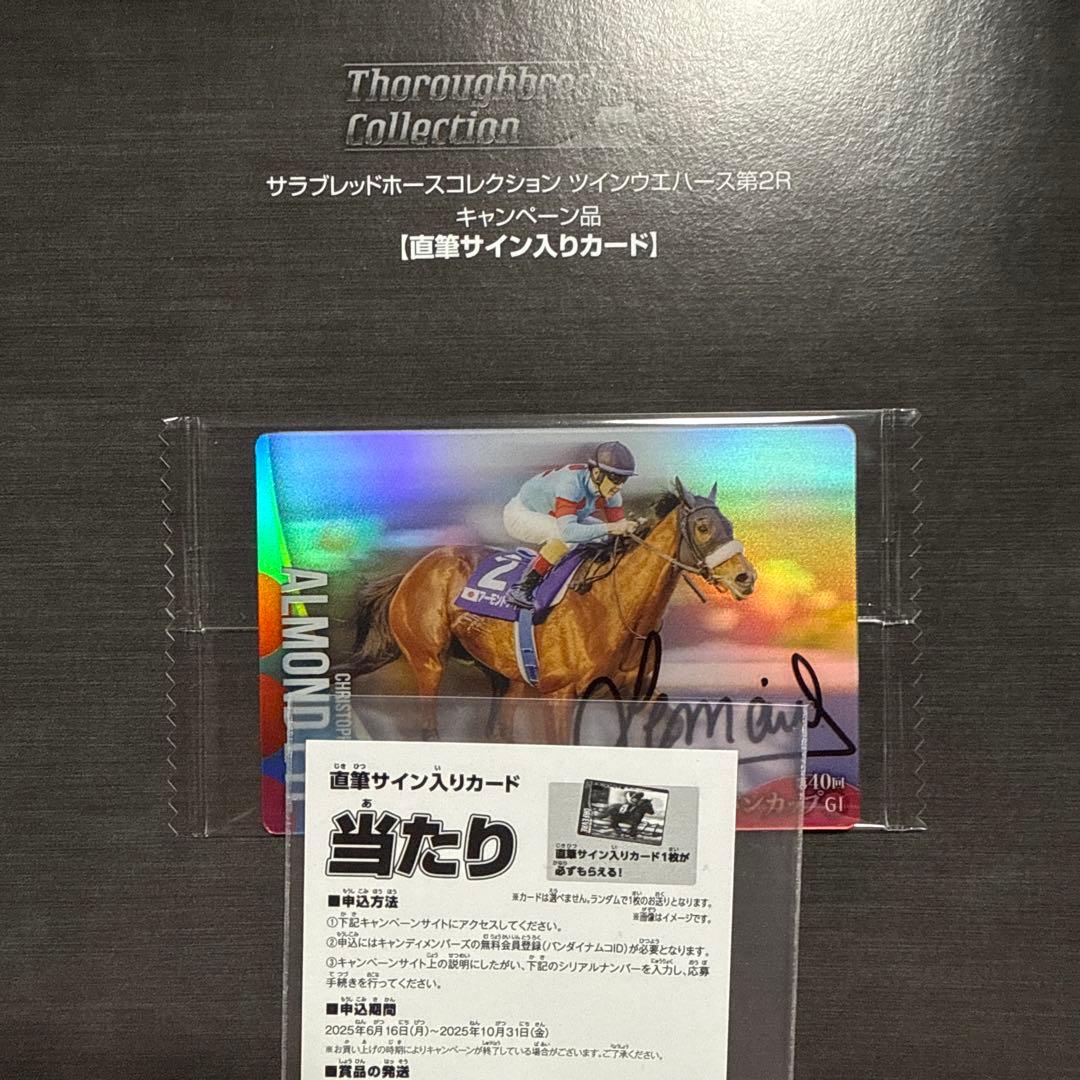 Thoroughbred
Collection
サラブレッドホースコレクション ツインウエハース第2R
キャンペーン品
【直筆サイン入りカード】
2
アーモンド
ALMOND
CHRISTOPH
Lemaire
第40回
ンカップ GI
直筆サイン入りカード
当たり
直筆サイン入りカード1枚が
必ずもらえる!
■申込方法
※カードは選べません。ランダムで1枚のお送りとなります。
※画像はイメージです。
①下記キャンペーンサイトにアクセスしてください。
②申込にはキャンディメンバーズの無料会員登録(バンダイナムコID)が必要となります。
③キャンペーンサイト上の説明にしたがい、下記のシリアルナンバーを入力し、応募
手続きを行ってください。
■申込期間
2025年6月16日(月)~2025年10月31日(金)
※お買い上げの時期によりキャンペーンが終了している場合がございます。ご了承ください。
■賞品の発送